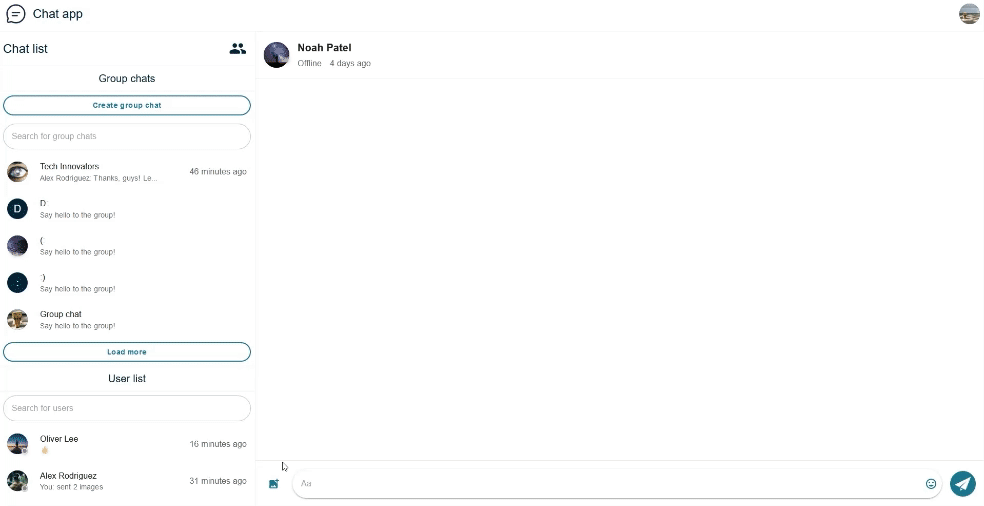 Chat app
Chat list
Group chats
Create group chat
Search for group chats
Tech Innovators
46 minutes ago
Alex Rodriguez: Thanks, guys! Le...
D
D:
Say hello to the group!
(
Say hello to the group!
:
:)
Say hello to the group!
Group chat
Say hello to the group!
Load more
User list
Search for users
Oliver Lee
16 minutes ago
👋🏻
Alex Rodriguez
31 minutes ago
You: sent 2 images
Noah Patel
Offline 4 days ago
Aa